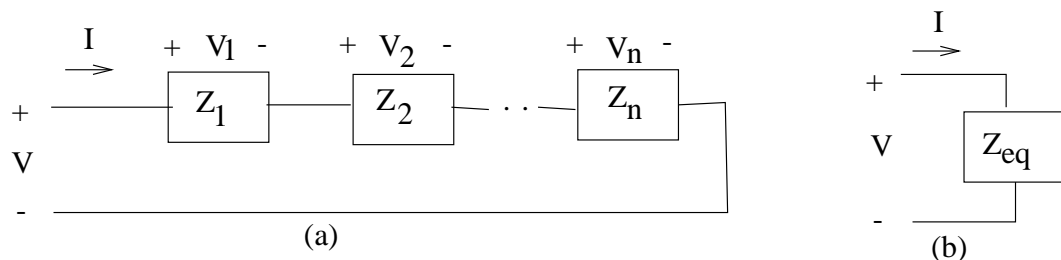 I + V1 - + V2 - + Vn - I
+ Z1 Z2 . . Zn +
V V Zeq
- -
(a) (b)